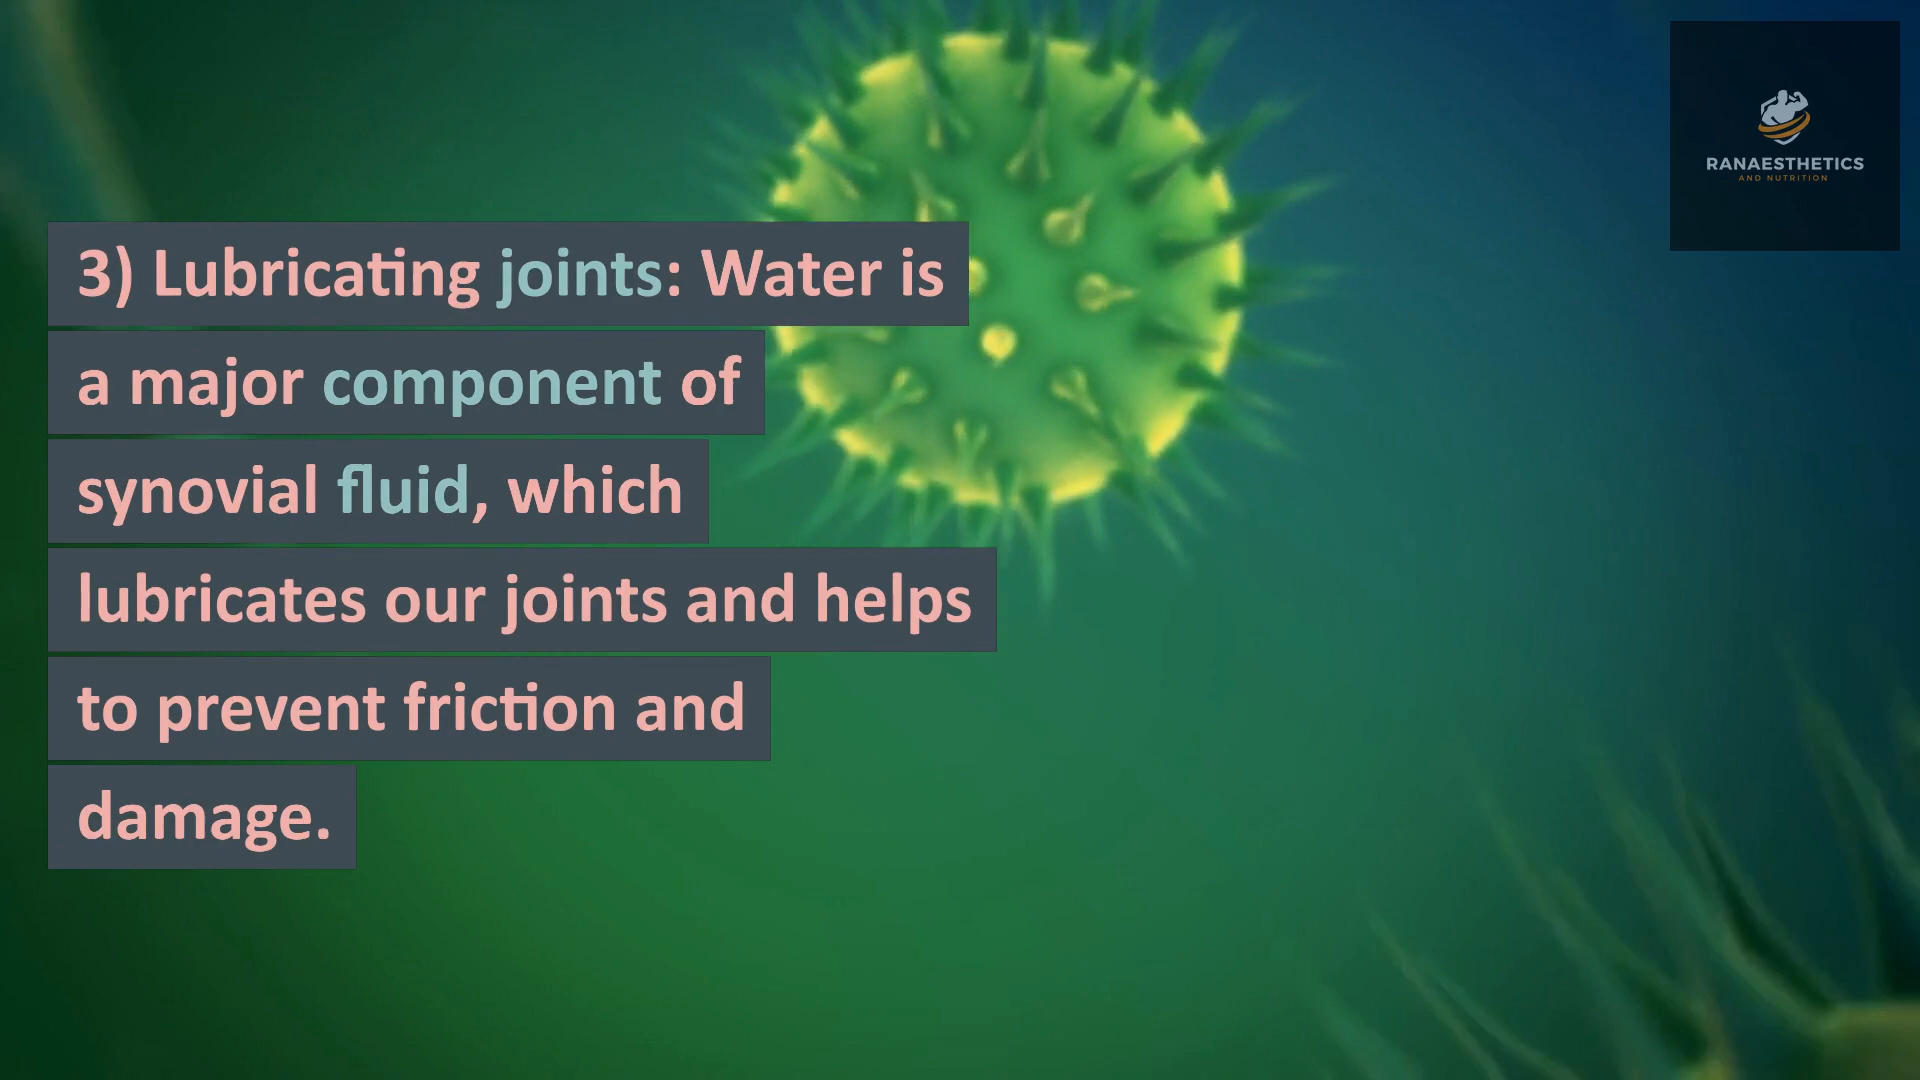 3) Lubricating joints: Water is
a major component of
synovial fluid, which
lubricates our joints and helps
to prevent friction and
damage.
RANAESTHETICS
AND NUTRITION